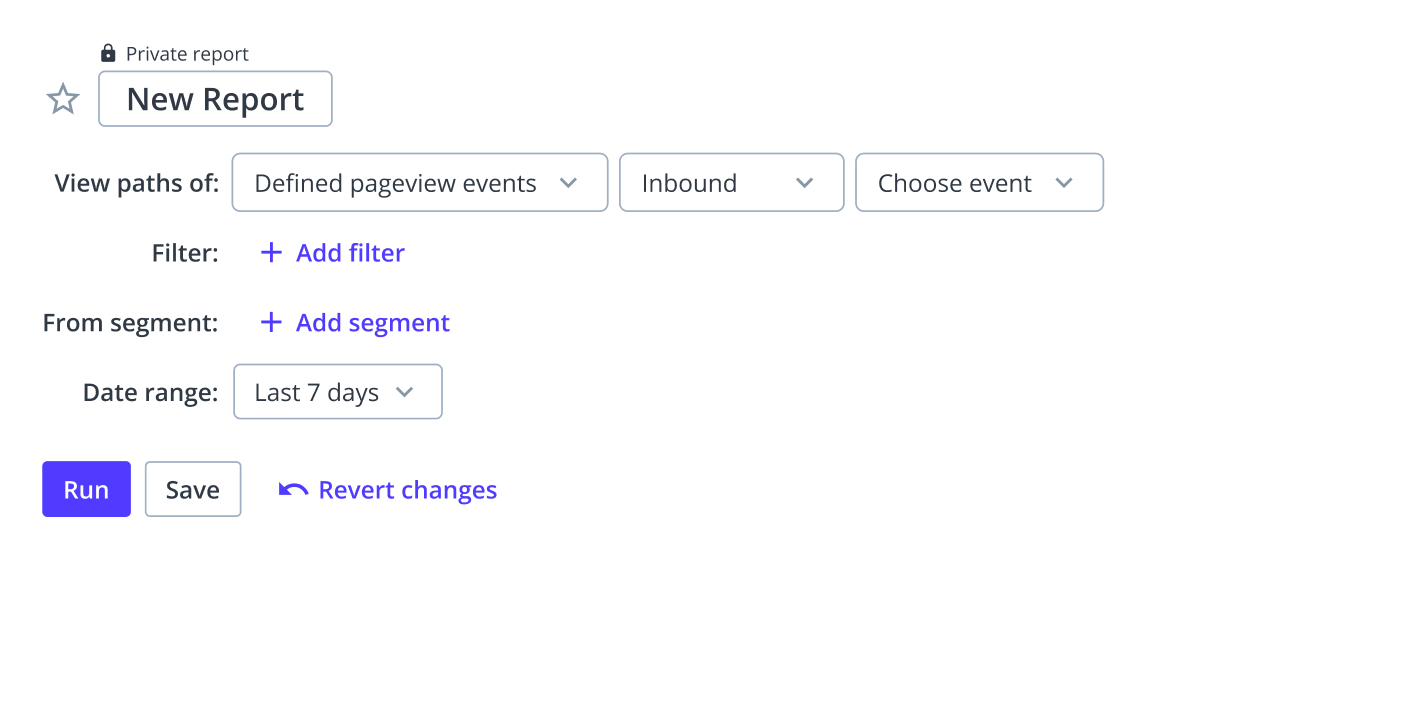 Private report
New Report
View paths of: Defined pageview events Inbound Choose event
Filter: + Add filter
From segment: + Add segment
Date range: Last 7 days
Run Save Revert changes